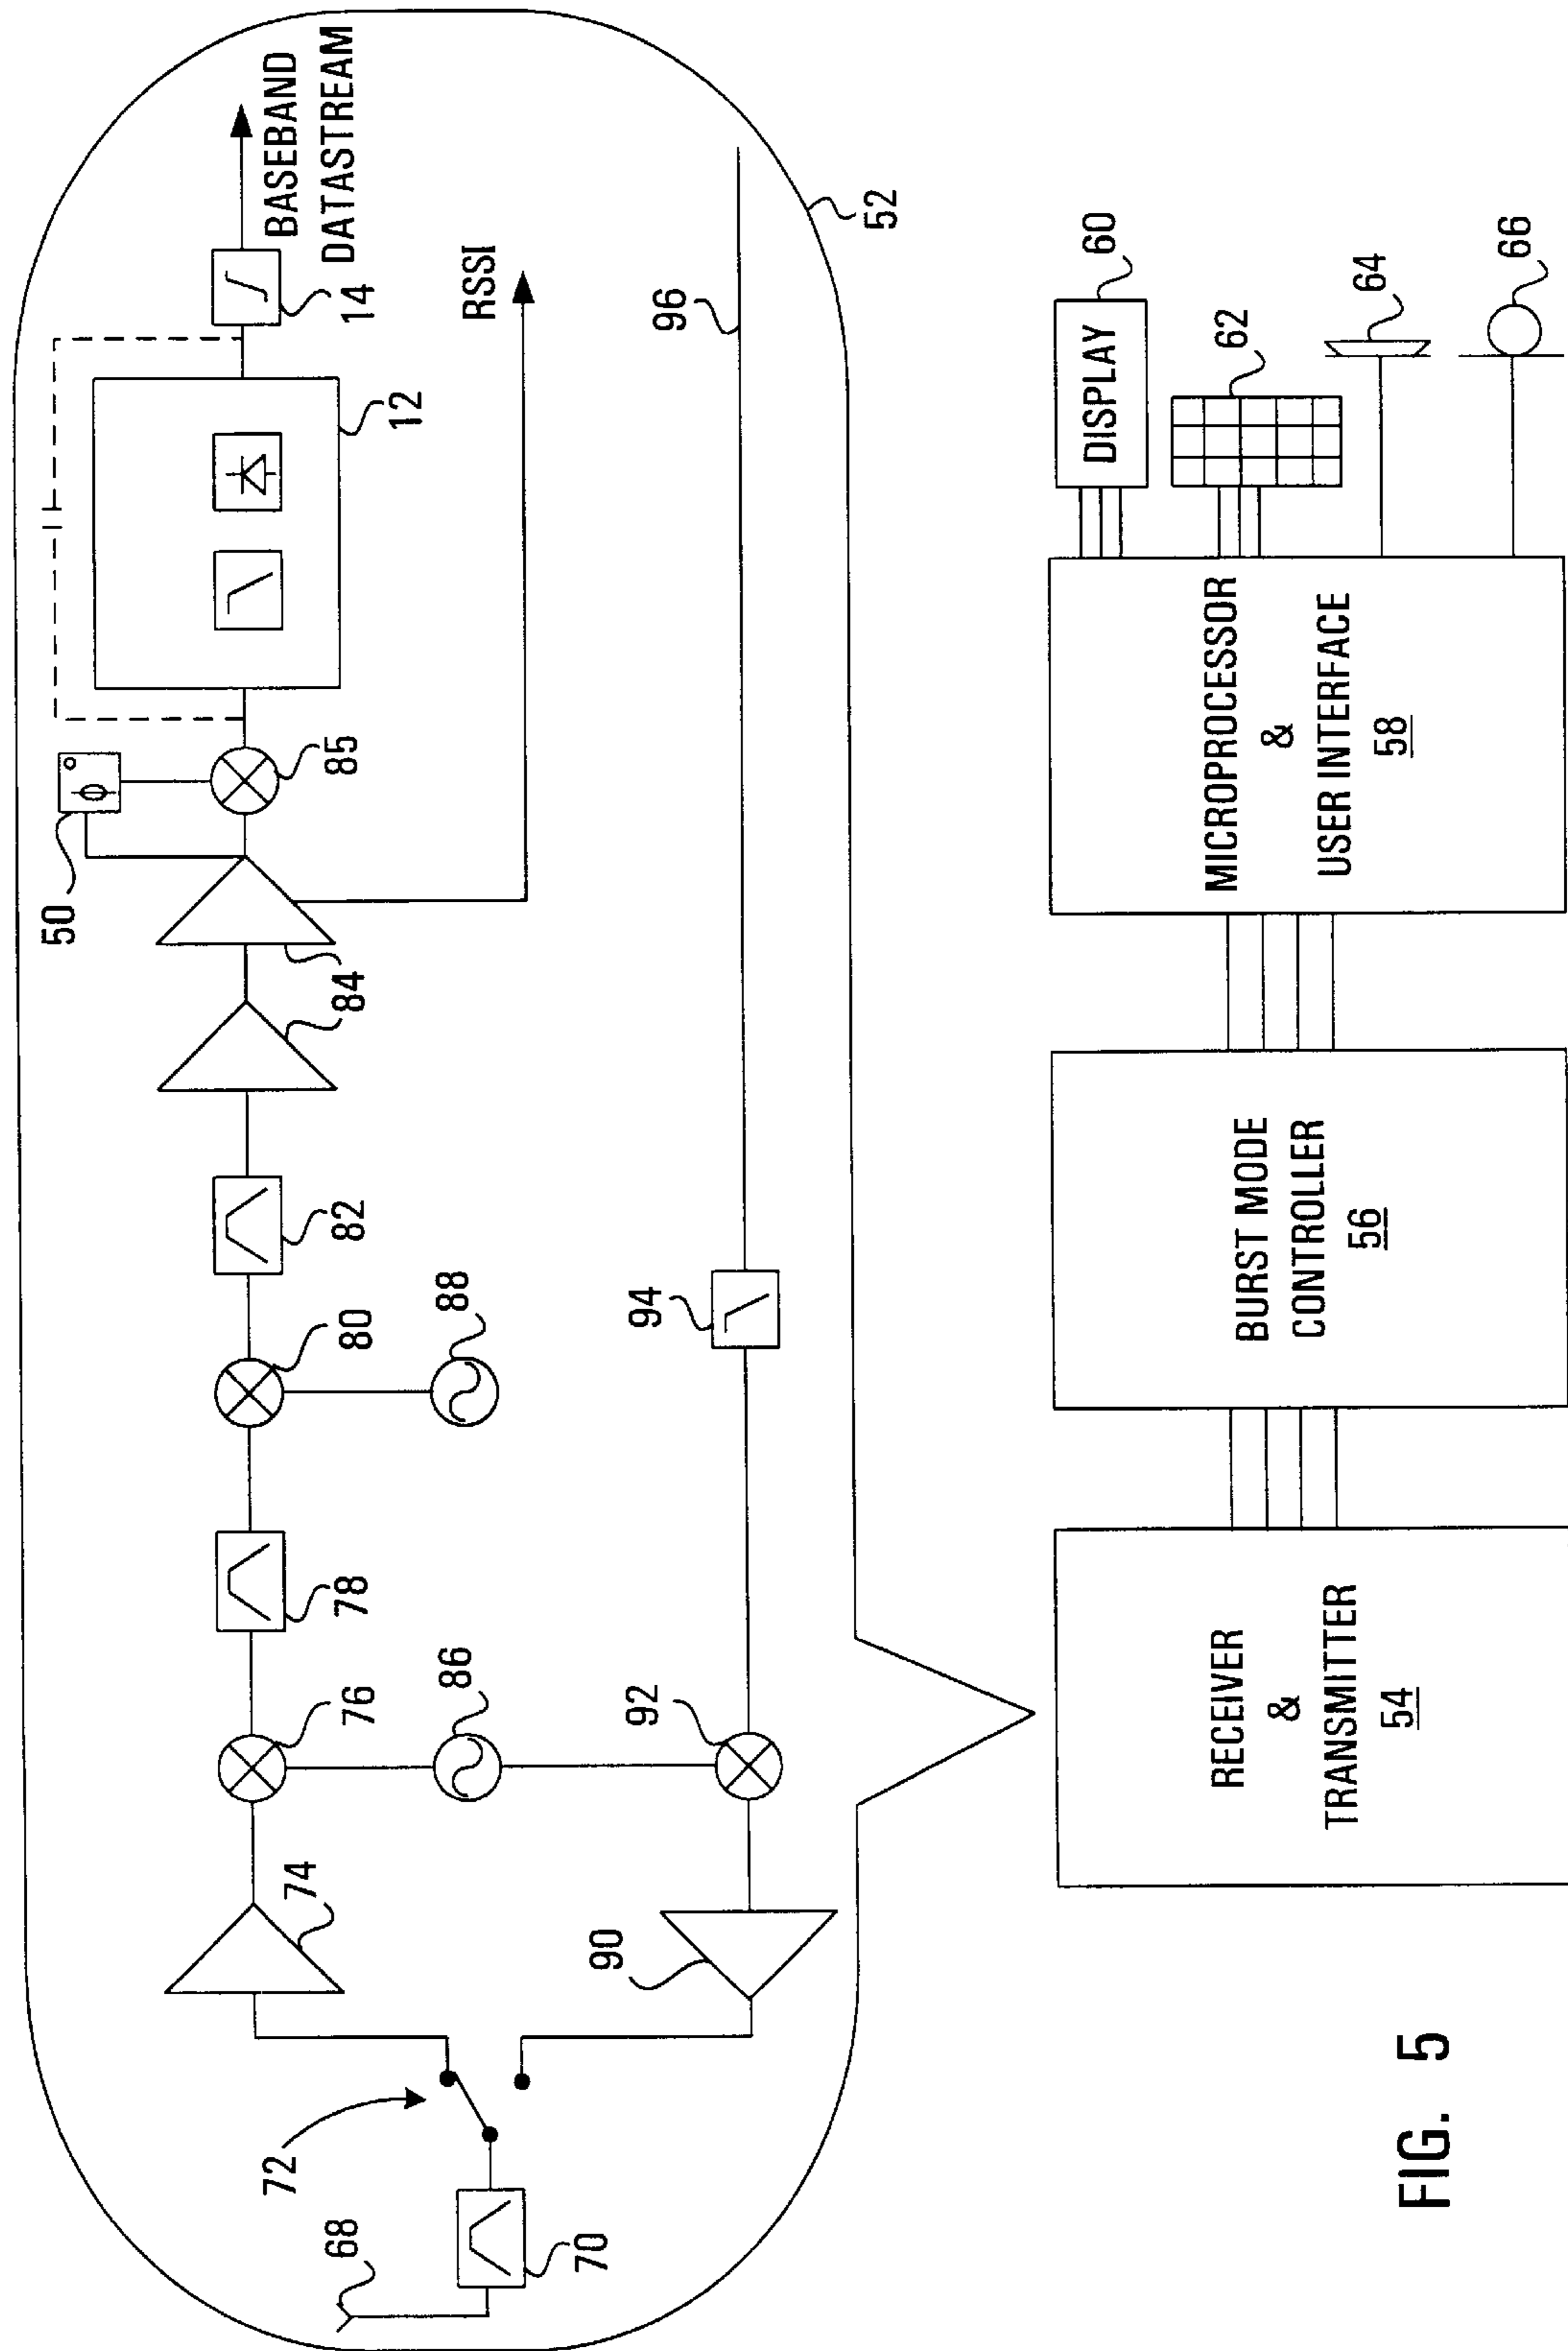 50
85
BASEBAND
DATASTREAM
14
12
84
82
80
88
78
76
86
74
RSSI
72
68
70
90
92
94
96
52
RECEIVER
&
TRANSMITTER
54
BURST MODE
CONTROLLER
56
MICROPROCESSOR
&
USER INTERFACE
58
DISPLAY
60
62
64
66
FIG. 5